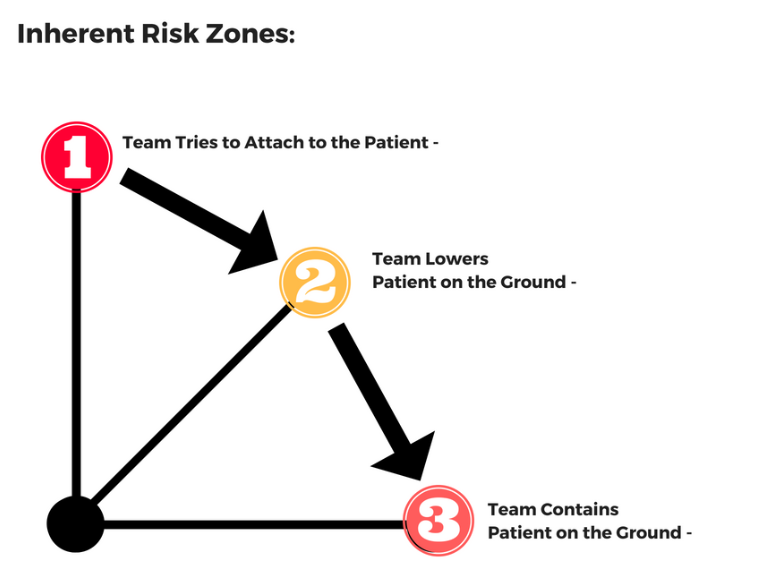 Inherent Risk Zones:
1
Team Tries to Attach to the Patient -
2
Team Lowers
Patient on the Ground -
3
Team Contains
Patient on the Ground -